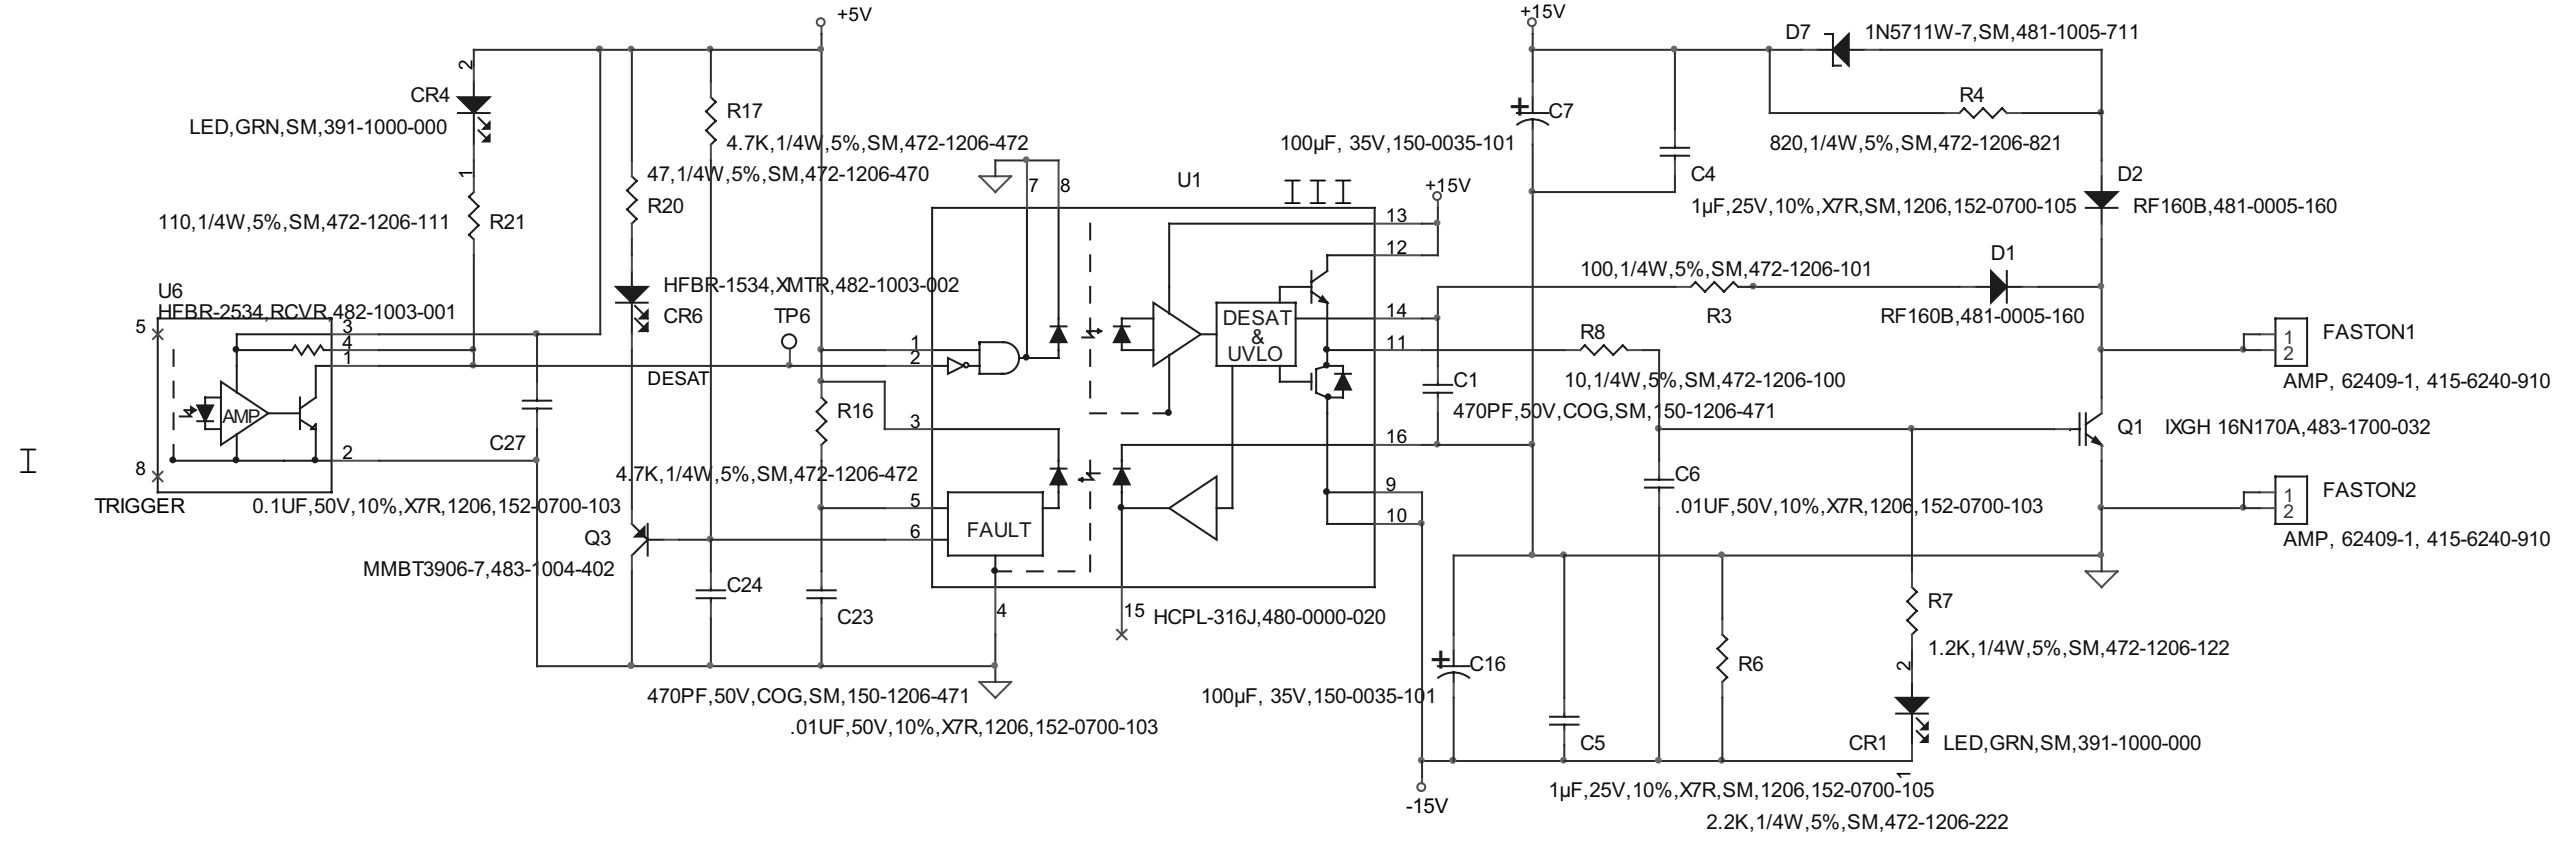 +5V
+15V
D7
1N5711W-7,SM,481-1005-711
2
CR4
LED,GRN,SM,391-1000-000
1
R17
4.7K,1/4W,5%,SM,472-1206-472
47,1/4W,5%,SM,472-1206-470
R20
110,1/4W,5%,SM,472-1206-111
R21
C7
100µF, 35V,150-0035-101
C4
1µF,25V,10%,X7R,SM,1206,152-0700-105
R4
820,1/4W,5%,SM,472-1206-821
D2
RF160B,481-0005-160
7
8
U1
III
+15V
13
12
D1
100,1/4W,5%,SM,472-1206-101
R3
RF160B,481-0005-160
HFBR-1534,XMTR,482-1003-002
CR6
TP6
U6
HFBR-2534,RCVR,482-1003-001
5
3
4
1
1
2
DESAT
DESAT
&
UVLO
14
11
R8
10,1/4W,5%,SM,472-1206-100
FASTON1
1
2
AMP, 62409-1, 415-6240-910
C1
470PF,50V,COG,SM,150-1206-471
AMP
R16
3
C27
2
16
Q1
IXGH 16N170A,483-1700-032
I
8
TRIGGER
0.1UF,50V,10%,X7R,1206,152-0700-103
4.7K,1/4W,5%,SM,472-1206-472
5
6
FAULT
9
10
C6
.01UF,50V,10%,X7R,1206,152-0700-103
FASTON2
1
2
AMP, 62409-1, 415-6240-910
Q3
MMBT3906-7,483-1004-402
C24
C23
4
15
HCPL-316J,480-0000-020
R7
1.2K,1/4W,5%,SM,472-1206-122
2
C16
100µF, 35V,150-0035-101
R6
470PF,50V,COG,SM,150-1206-471
.01UF,50V,10%,X7R,1206,152-0700-103
C5
CR1
LED,GRN,SM,391-1000-000
1
1µF,25V,10%,X7R,SM,1206,152-0700-105
-15V
2.2K,1/4W,5%,SM,472-1206-222